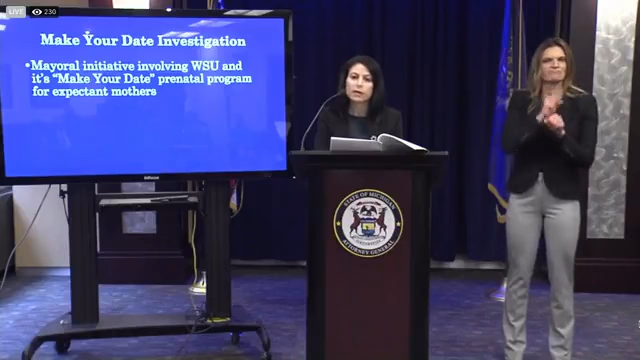 LIVE 230
Make Your Date Investigation
•Mayoral initiative involving WSU and
it's "Make Your Date" prenatal program
for expectant mothers
InFocus
STATE OF MICHIGAN
ATTORNEY GENERAL